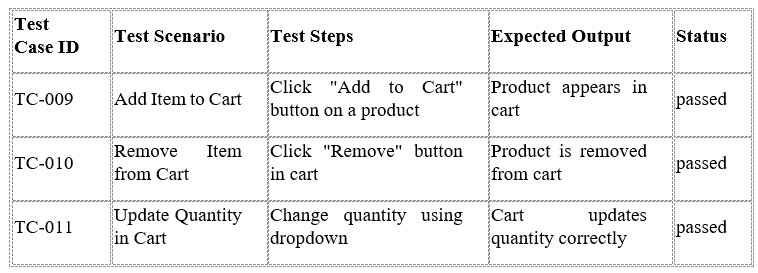 Test
Case ID
Test Scenario
Test Steps
Expected Output
Status
TC-009
Add Item to Cart
Click "Add to Cart"
button on a product
Product appears in
cart
passed
TC-010
Remove Item
from Cart
Click "Remove" button
in cart
Product is removed
from cart
passed
TC-011
Update Quantity
in Cart
Change quantity using
dropdown
Cart updates
quantity correctly
passed